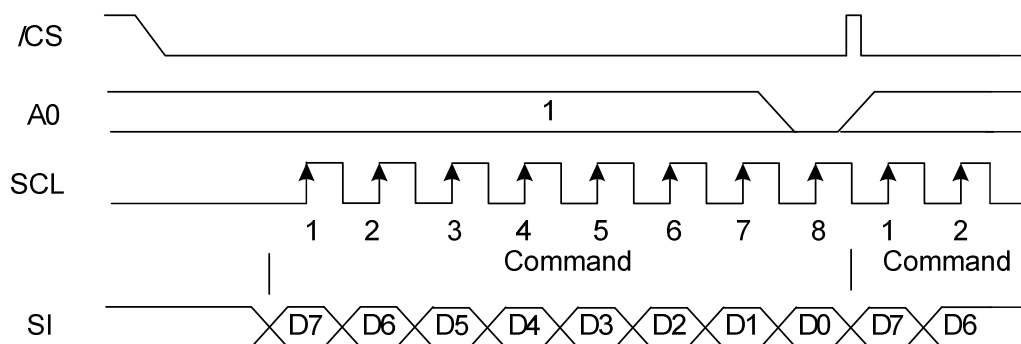 /CS
A0 1
SCL
1 2 3 4 5 6 7 8 1 2
Command Command
SI D7 D6 D5 D4 D3 D2 D1 D0 D7 D6